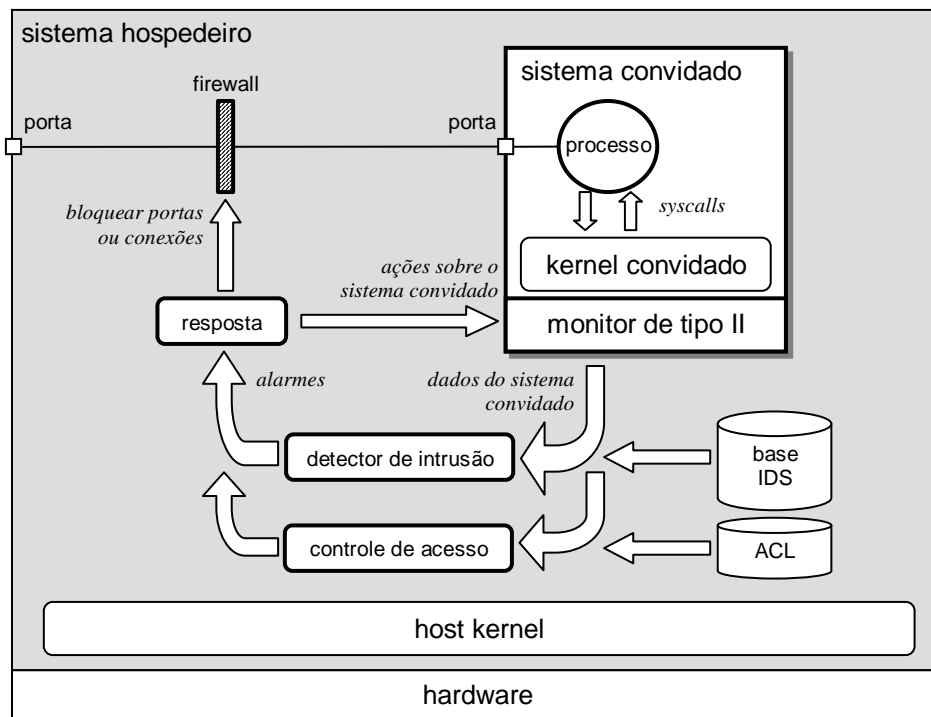 sistema hospedeiro
sistema convidado
firewall
porta
porta
processo
bloquear portas
ou conexões
syscalls
kernel convidado
ações sobre o
sistema convidado
resposta
monitor de tipo II
alarmes
dados do sistema
convidado
detector de intrusão
base
IDS
controle de acesso
ACL
host kernel
hardware